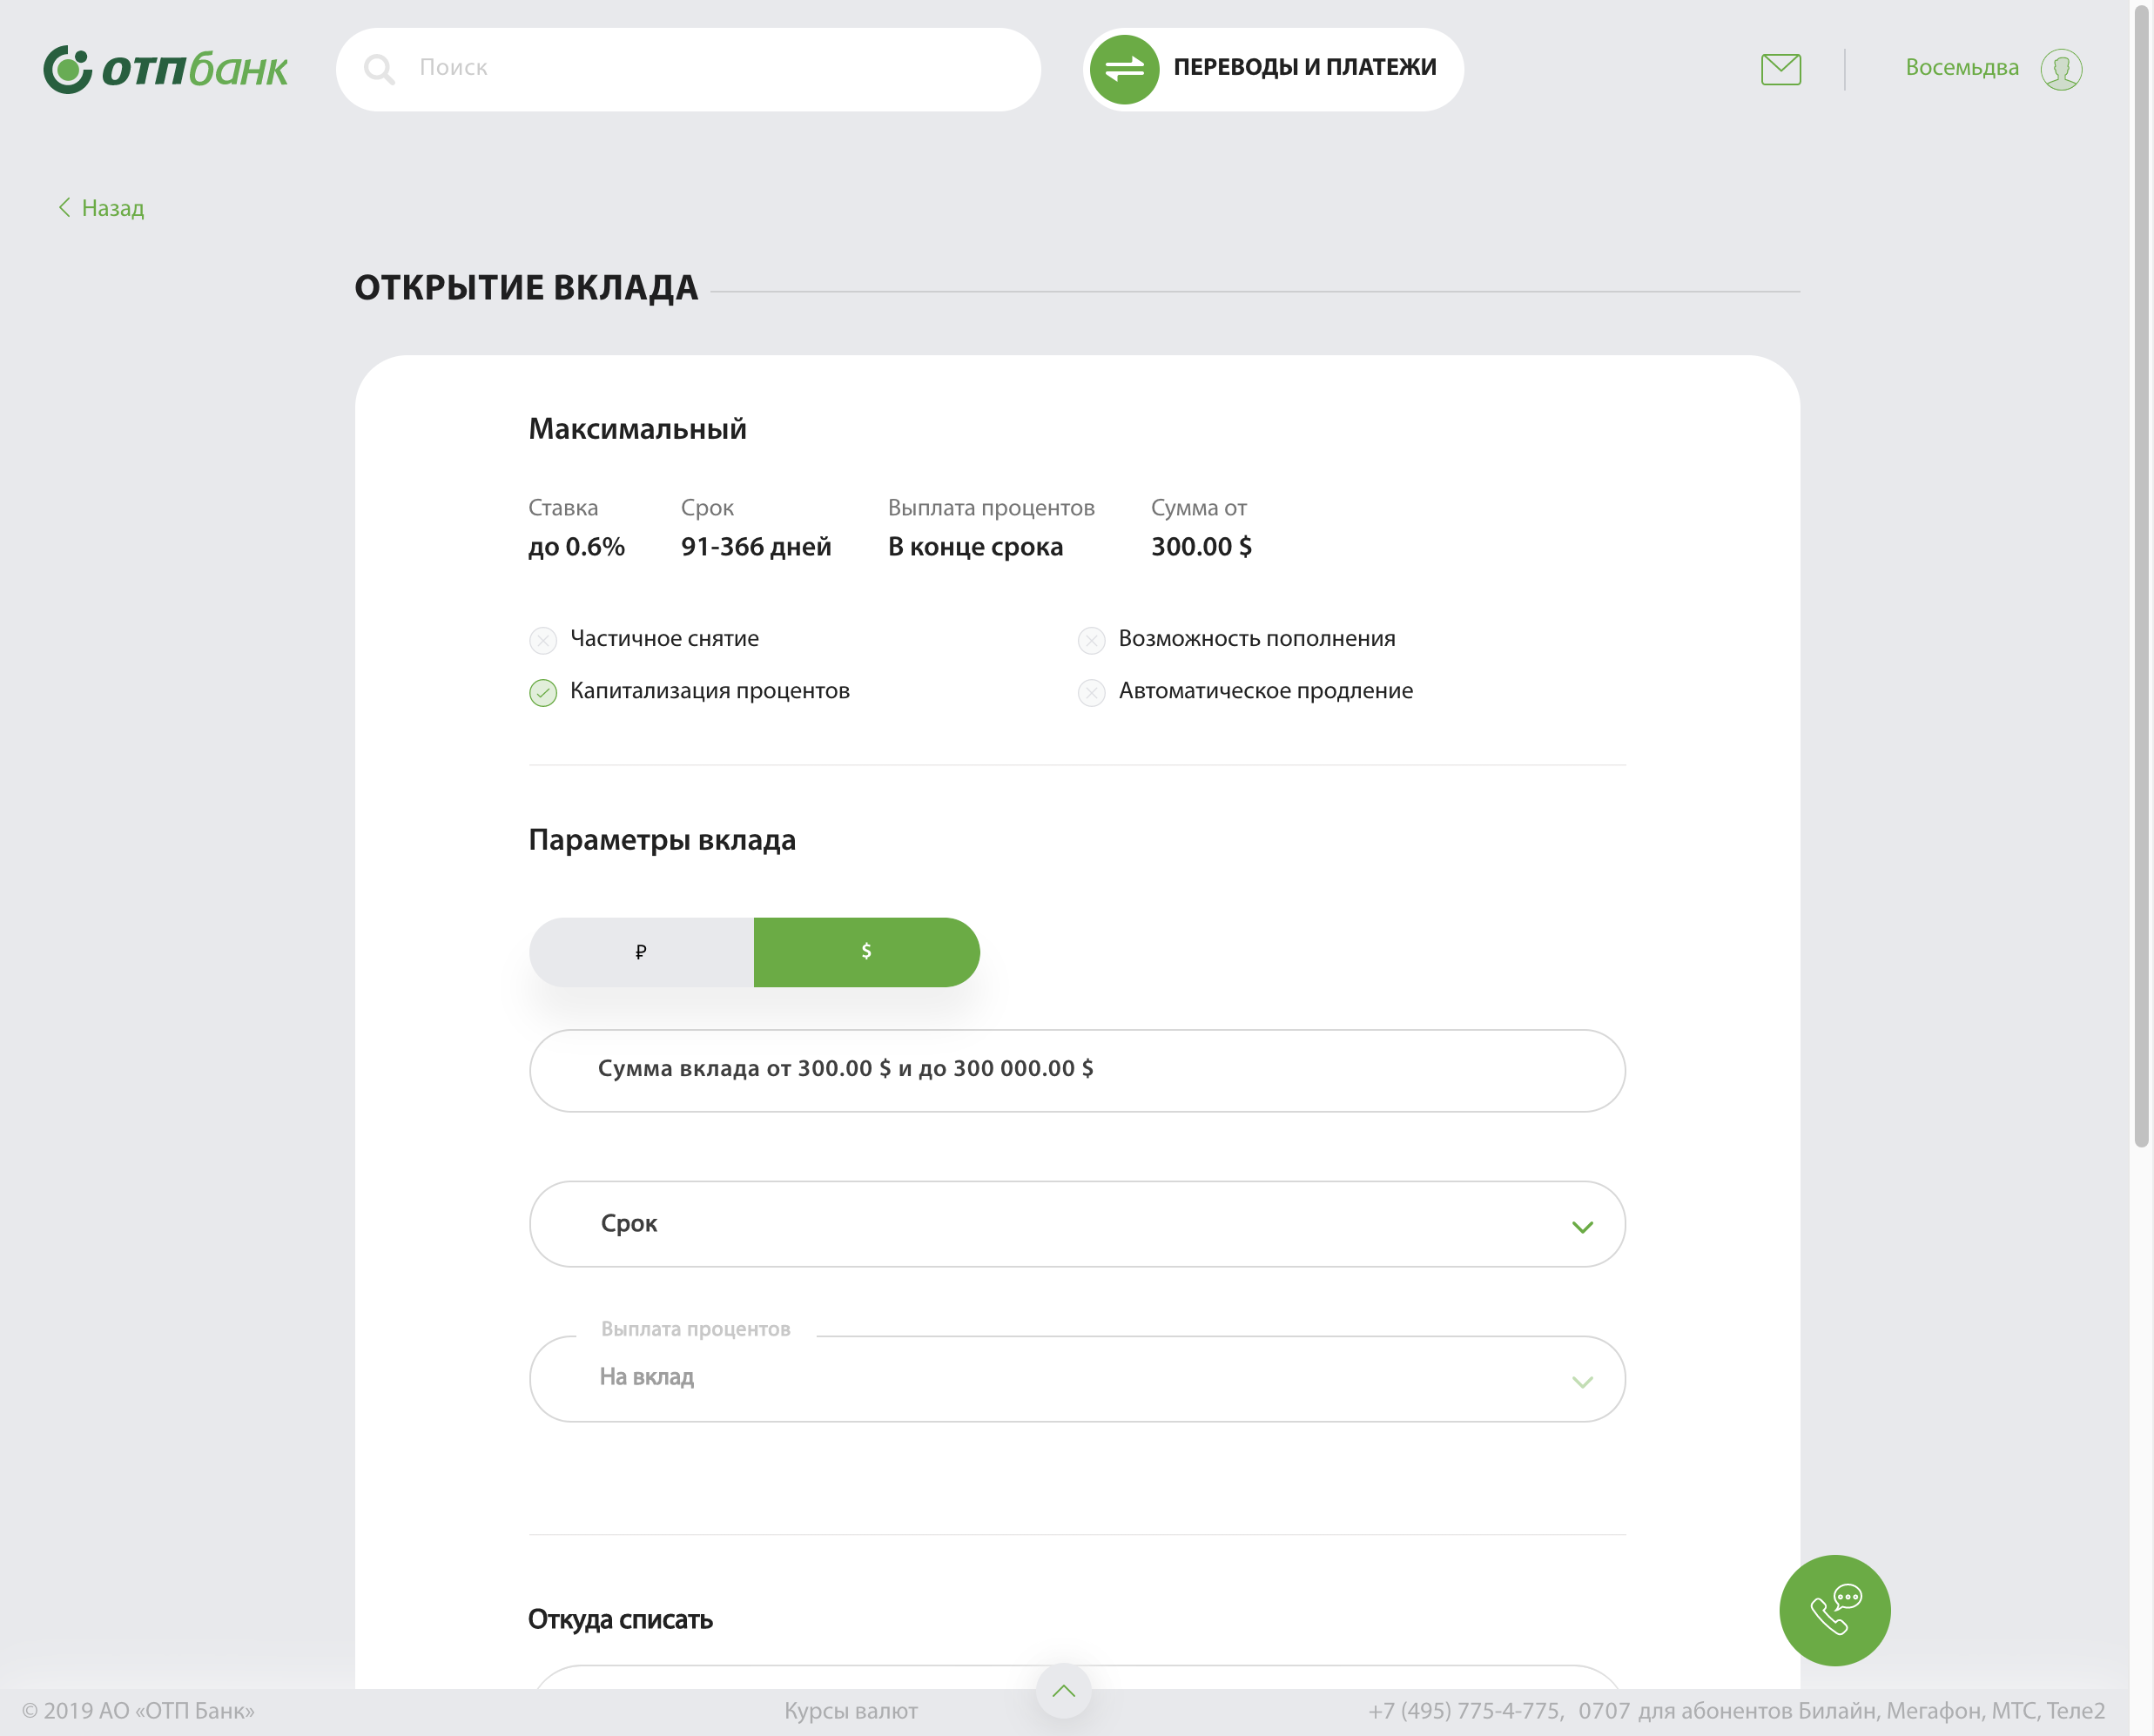 ОТПбанк
Поиск
ПЕРЕВОДЫ И ПЛАТЕЖИ
Восемьдва
Назад
ОТКРЫТИЕ ВКЛАДА
Максимальный
Ставка Срок Выплата процентов Сумма от
до 0.6% 91-366 дней В конце срока 300.00 $
Частичное снятие Возможность пополнения
Капитализация процентов Автоматическое продление
Параметры вклада
₽ $
Сумма вклада от 300.00 $ и до 300 000.00 $
Срок
Выплата процентов
На вклад
Откуда списать
© 2019 АО «ОТП Банк» Курсы валют +7 (495) 775-4-775, 0707 для абонентов Билайн, Мегафон, МТС, Теле2